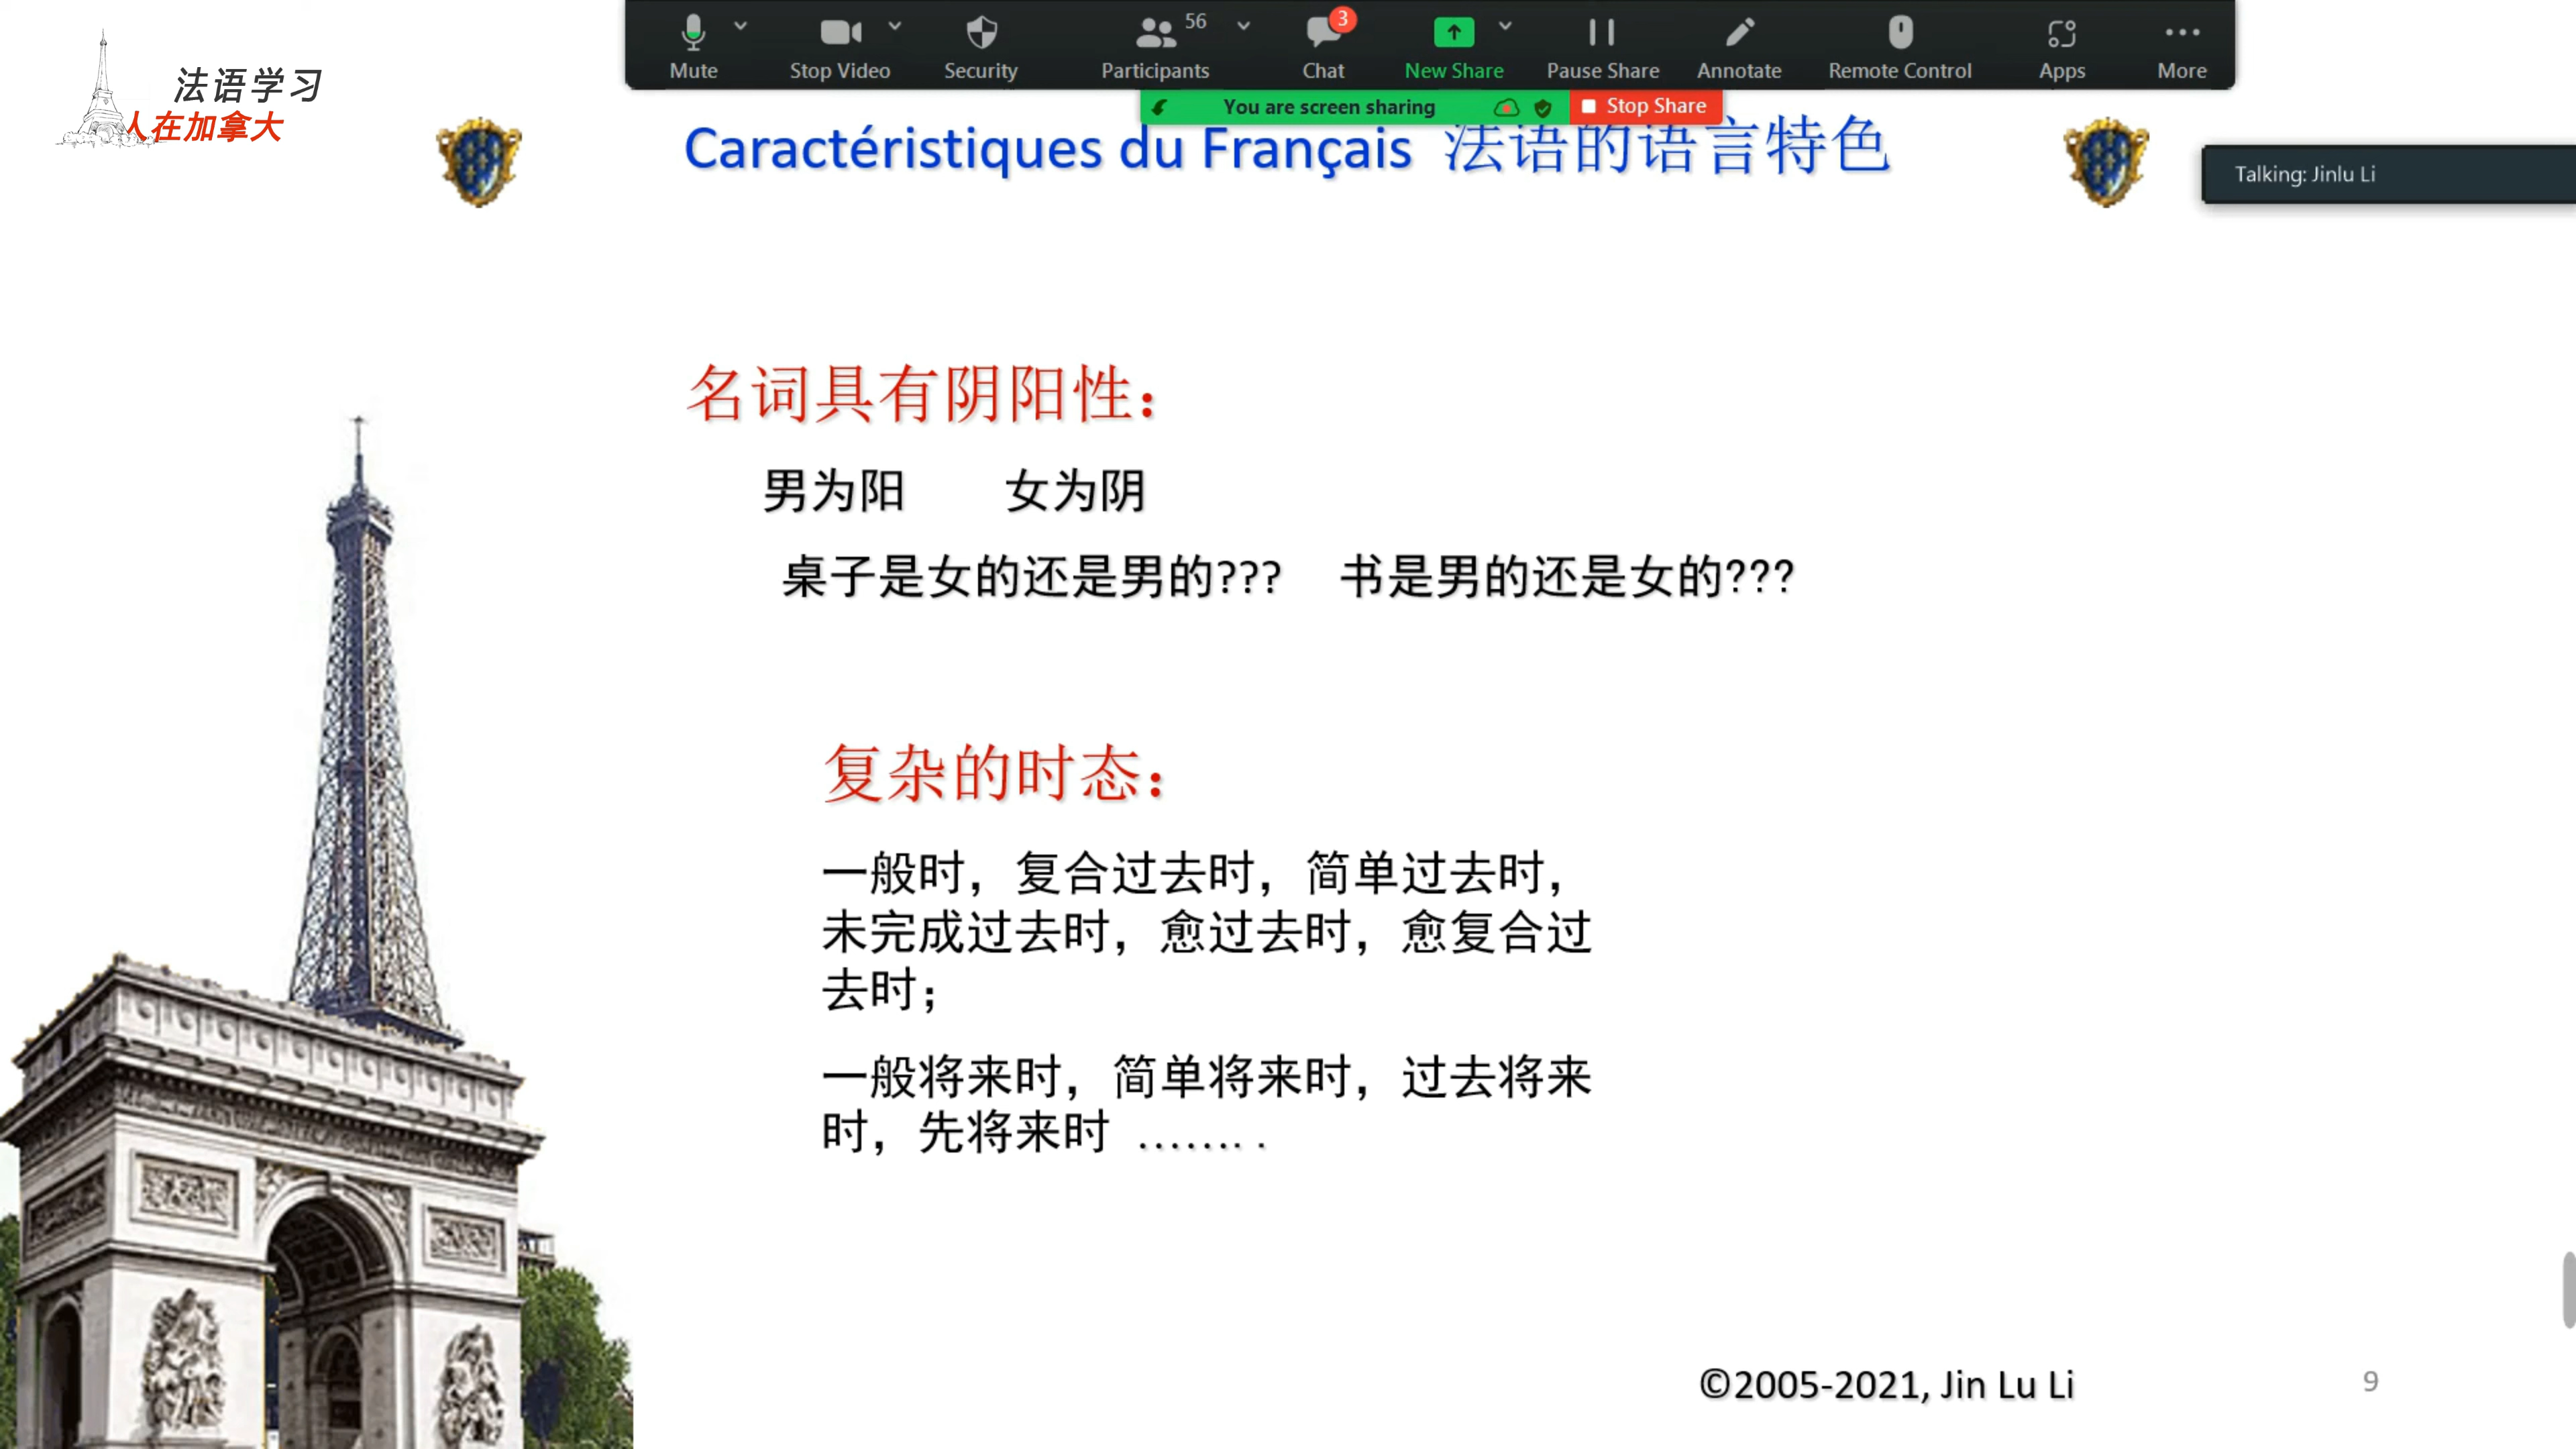 法语学习
人在加拿大
Mute
Stop Video
Security
Participants
56
Chat
3
New Share
Pause Share
Annotate
Remote Control
Apps
More
You are screen sharing
Stop Share
Caractéristiques du Français 法语的语言特色
Talking: Jinlu Li
名词具有阴阳性：
男为阳 女为阴
桌子是女的还是男的??? 书是男的还是女的???
复杂的时态：
一般时，复合过去时，简单过去时，
未完成过去时，愈过去时，愈复合过
去时；
一般将来时，简单将来时，过去将来
时，先将来时 ........
©2005-2021, Jin Lu Li
9